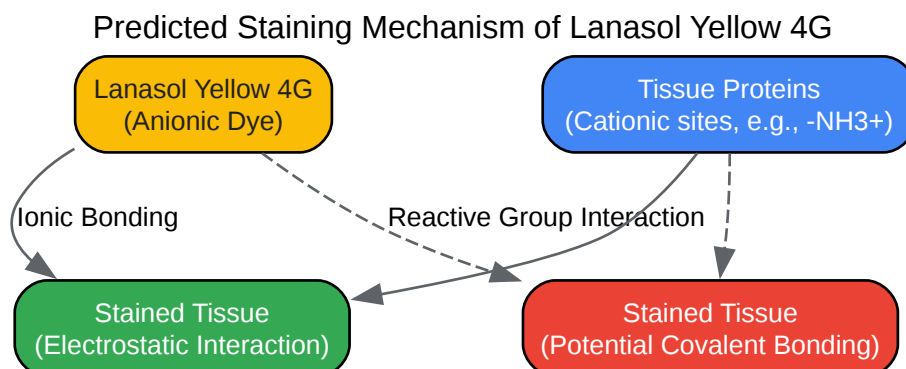 Predicted Staining Mechanism of Lanasol Yellow 4G
Lanasol Yellow 4G
(Anionic Dye)
Tissue Proteins
(Cationic sites, e.g., -NH3+)
Ionic Bonding
Reactive Group Interaction
Stained Tissue
(Electrostatic Interaction)
Stained Tissue
(Potential Covalent Bonding)